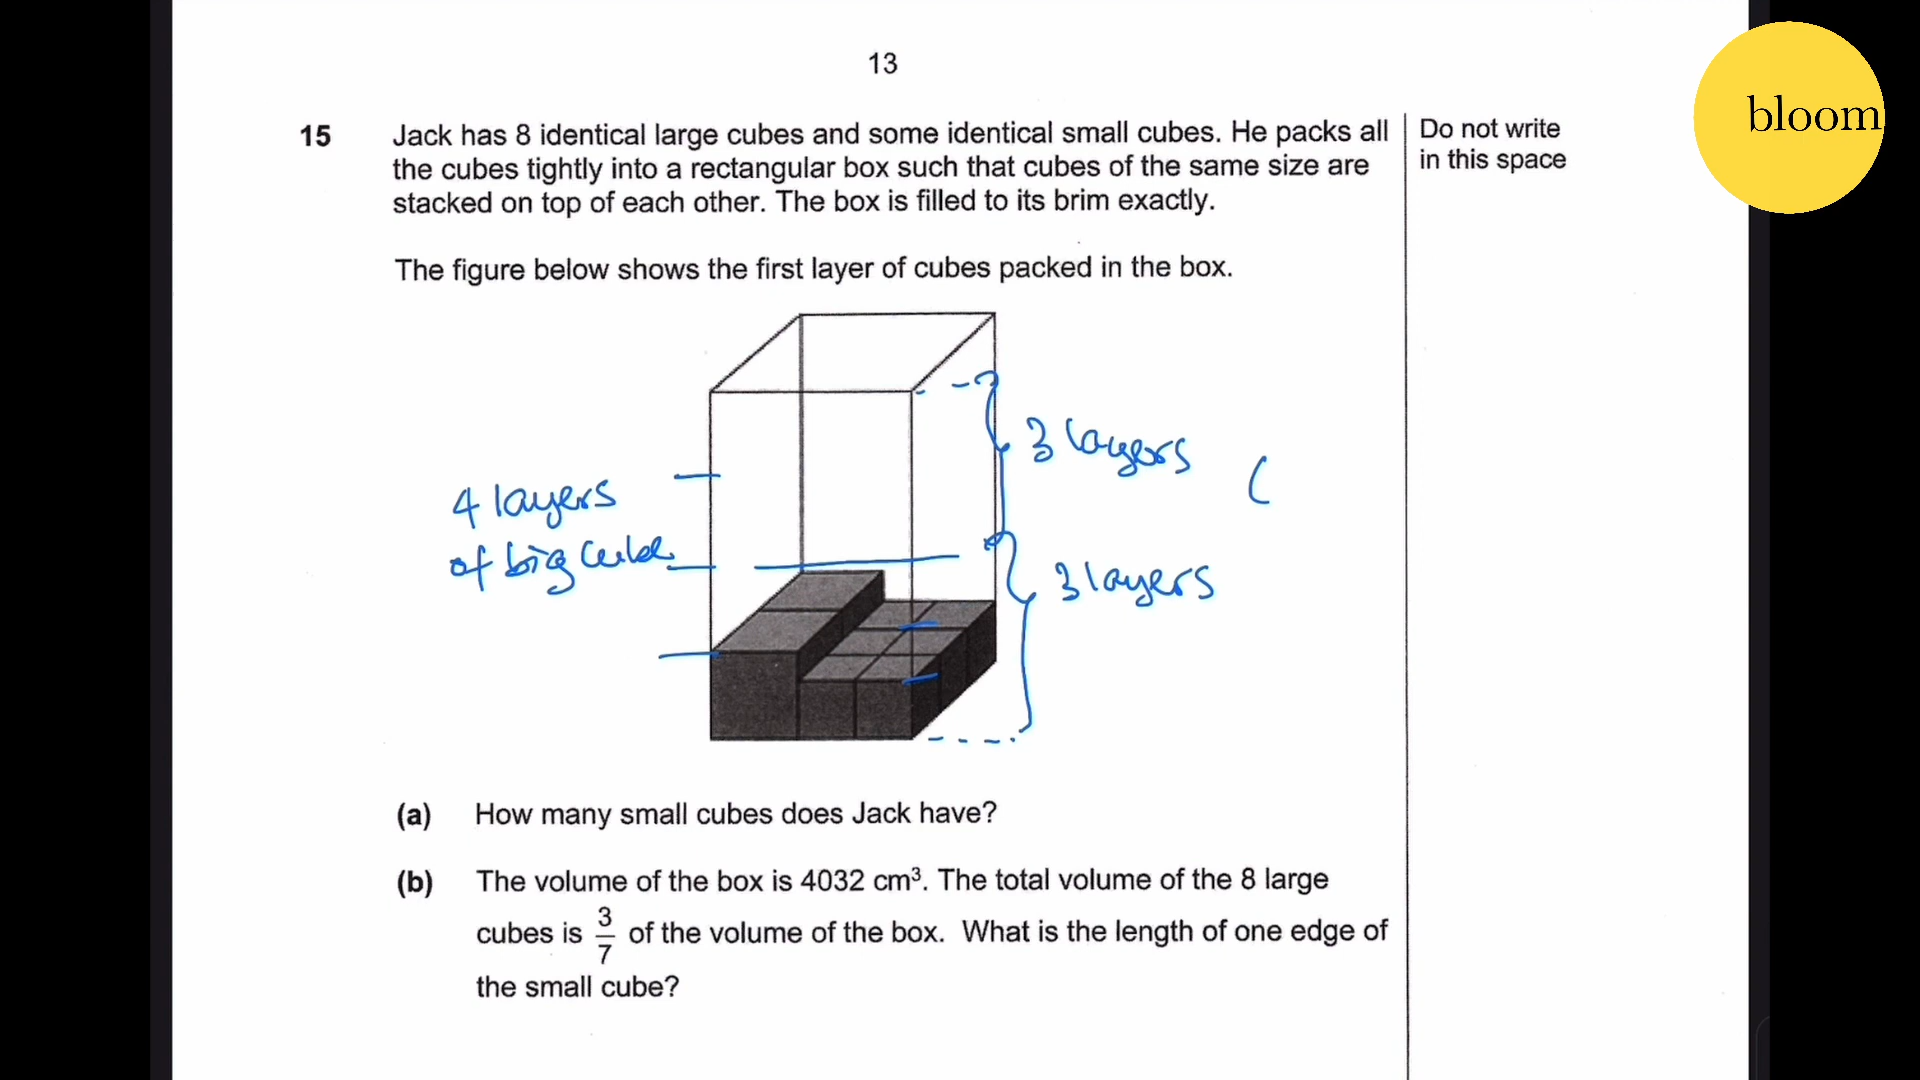 13
bloom
15 Jack has 8 identical large cubes and some identical small cubes. He packs all
the cubes tightly into a rectangular box such that cubes of the same size are
stacked on top of each other. The box is filled to its brim exactly.
Do not write
in this space
The figure below shows the first layer of cubes packed in the box.
3 layers (
4 layers
of big cube
3 layers
(a) How many small cubes does Jack have?
(b) The volume of the box is 4032 cm³. The total volume of the 8 large
cubes is 3/7 of the volume of the box. What is the length of one edge of
the small cube?